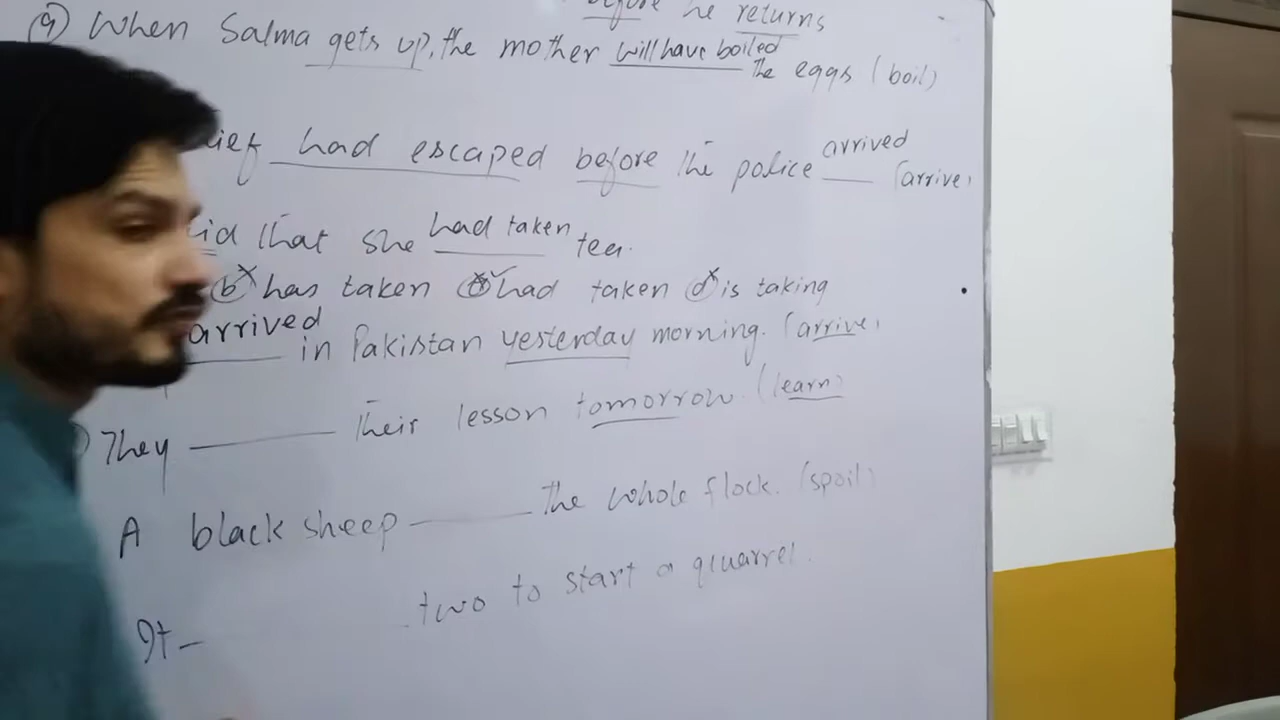 before he returns
9 When Salma gets up, the mother will have boiled the eggs (boil)
had escaped before the police arrived (arrive)
that she had taken tea.
b has taken had taken d is taking
arrived in Pakistan yesterday morning. (arrive)
They ______ their lesson tomorrow. (learn)
A black sheep ______ the whole flock. (spoil)
It _ two to start a quarrel.